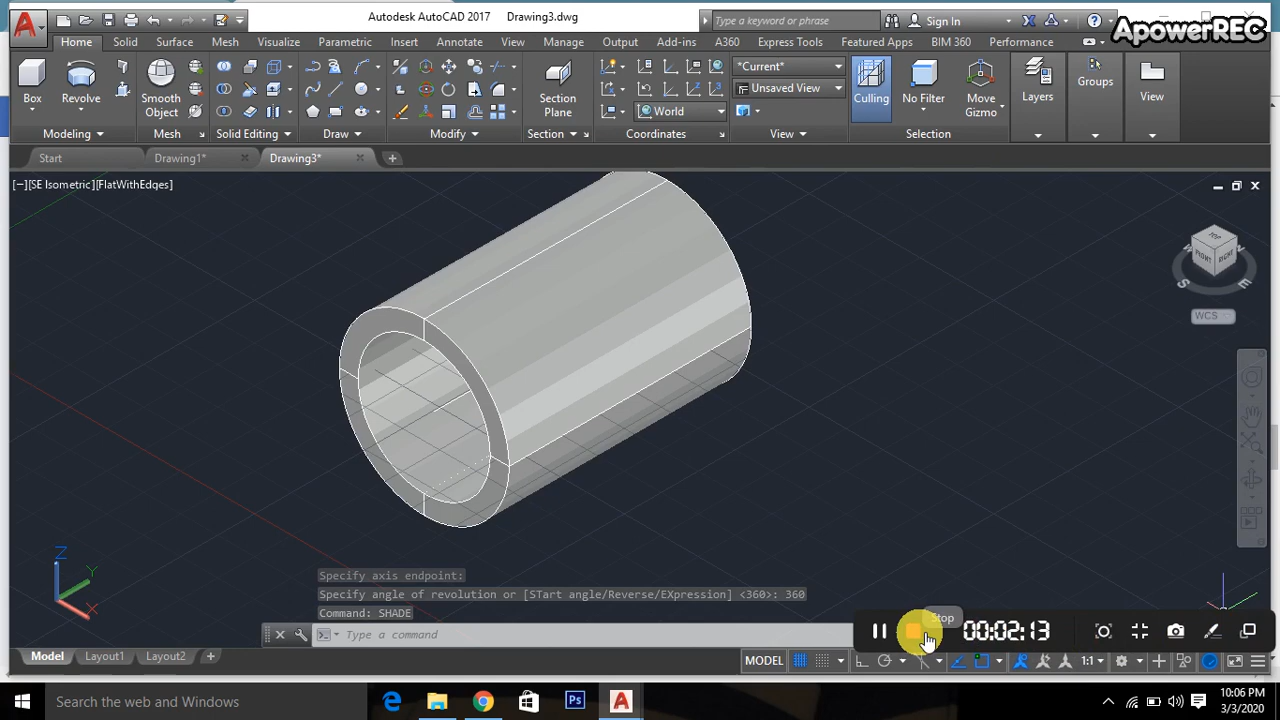 Autodesk AutoCAD 2017 Drawing3.dwg
Type a keyword or phrase
Sign In
ApowerREC
Home Solid Surface Mesh Visualize Parametric Insert Annotate View Manage Output Add-ins A360 Express Tools Featured Apps BIM 360 Performance
Box
Revolve
Smooth
Object
Section
Plane
*Current*
Unsaved View
World
Culling
No Filter
Move
Gizmo
Layers
Groups
View
Modeling
Mesh
Solid Editing
Draw
Modify
Section
Coordinates
View
Selection
Start
Drawing1*
Drawing3*
[−][SE Isometric][FlatWithEdges]
TOP
FRONT
RIGHT
W
S
E
WCS
Z
Y
X
Specify axis endpoint:
Specify angle of revolution or [STart angle/Reverse/EXpression] <360>: 360
Command: SHADE
Type a command
Stop
00:02:13
Model Layout1 Layout2
MODEL
1:1
Search the web and Windows
Ps
A
10:06 PM
3/3/2020